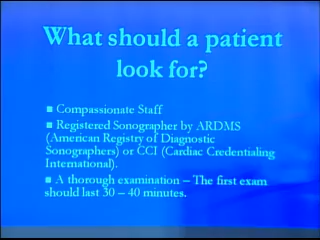 What should a patient
look for?
■ Compassionate Staff
■ Registered Sonographer by ARDMS
(American Registry of Diagnostic
Sonographers) or CCI (Cardiac Credentialing
International).
■ A thorough examination – The first exam
should last 30 – 40 minutes.